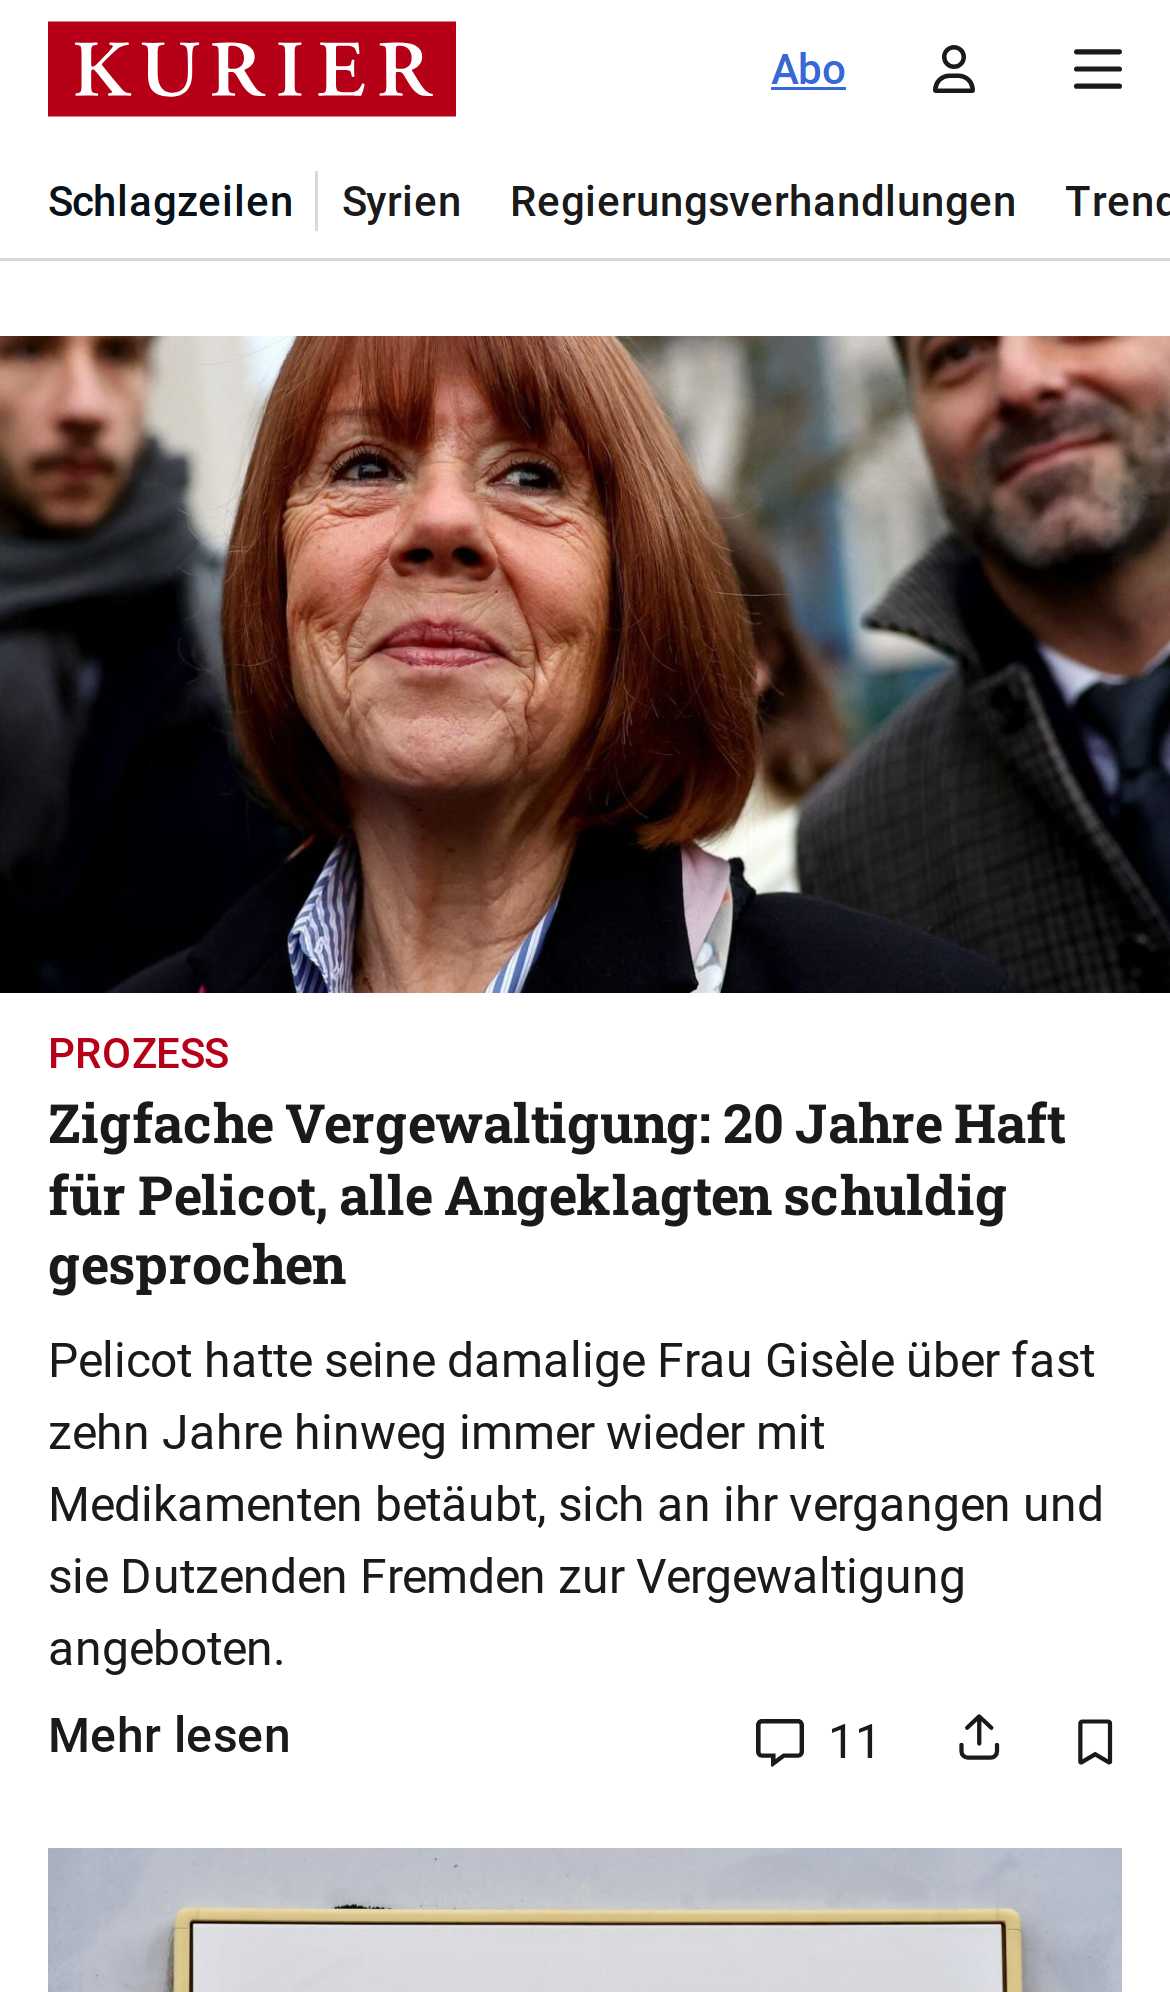 KURIER
Abo
Schlagzeilen
Syrien
Regierungsverhandlungen
Trend
PROZESS
Zigfache Vergewaltigung: 20 Jahre Haft
für Pelicot, alle Angeklagten schuldig
gesprochen
Pelicot hatte seine damalige Frau Gisèle über fast
zehn Jahre hinweg immer wieder mit
Medikamenten betäubt, sich an ihr vergangen und
sie Dutzenden Fremden zur Vergewaltigung
angeboten.
Mehr lesen
11